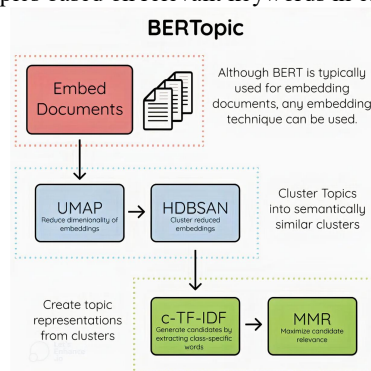 BERTopic
Embed
Documents
Although BERT is typically
used for embedding
documents, any embedding
technique can be used.
UMAP
Reduce dimenionality of
embeddings
HDBSAN
Cluster reduced
embeddings
Cluster Topics
into semantically
similar clusters
Create topic
representations
from clusters
c-TF-IDF
Generate candidates by
extracting class-specific
words
MMR
Maximize candidate
relevance